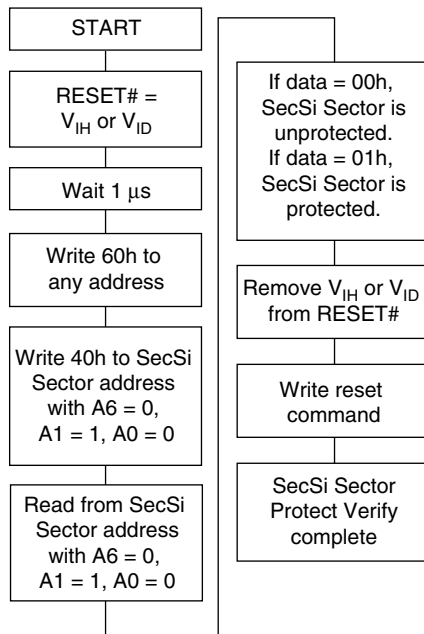 START
RESET# =
V_IH or V_ID
Wait 1 μs
Write 60h to
any address
Write 40h to SecSi
Sector address
with A6 = 0,
A1 = 1, A0 = 0
Read from SecSi
Sector address
with A6 = 0,
A1 = 1, A0 = 0
If data = 00h,
SecSi Sector is
unprotected.
If data = 01h,
SecSi Sector is
protected.
Remove V_IH or V_ID
from RESET#
Write reset
command
SecSi Sector
Protect Verify
complete